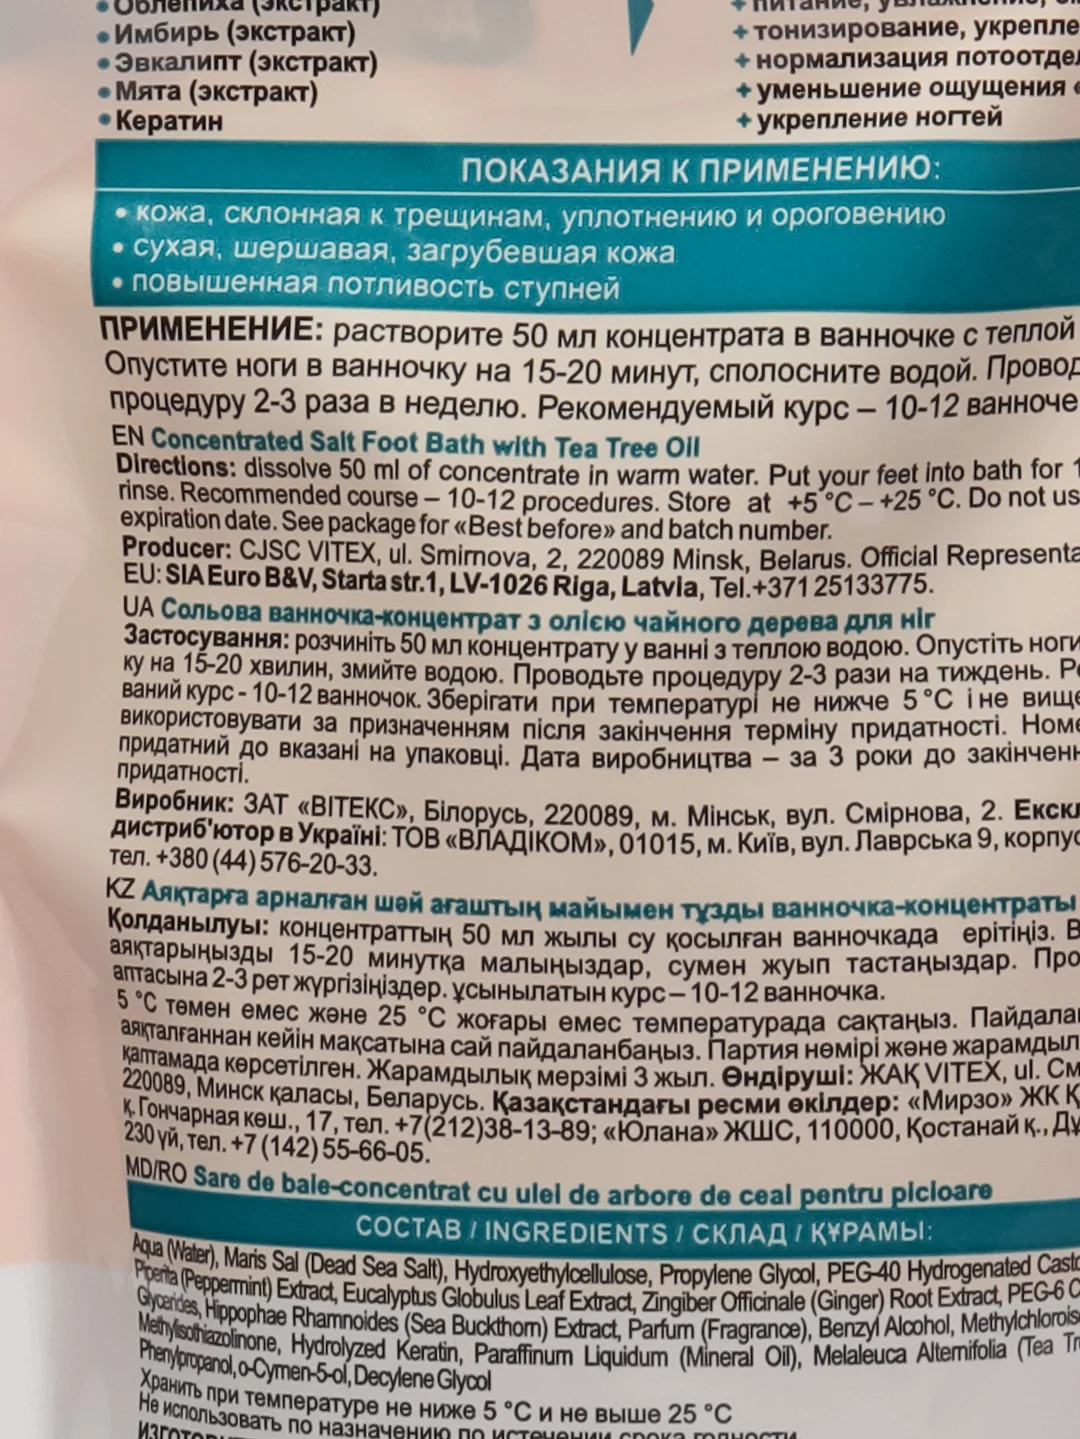 Облепиха (экстракт)
• Имбирь (экстракт)
• Эвкалипт (экстракт)
• Мята (экстракт)
• Кератин
+ питание, увлажнение,
+ тонизирование, укрепле
+ нормализация потоотде
+ уменьшение ощущения «
+ укрепление ногтей
ПОКАЗАНИЯ К ПРИМЕНЕНИЮ:
• кожа, склонная к трещинам, уплотнению и ороговению
• сухая, шершавая, загрубевшая кожа
• повышенная потливость ступней
ПРИМЕНЕНИЕ: растворите 50 мл концентрата в ванночке с теплой
Опустите ноги в ванночку на 15-20 минут, сполосните водой. Провод
процедуру 2-3 раза в неделю. Рекомендуемый курс – 10-12 ванноче
EN Concentrated Salt Foot Bath with Tea Tree Oil
Directions: dissolve 50 ml of concentrate in warm water. Put your feet into bath for 1
rinse. Recommended course – 10-12 procedures. Store at +5 °C – +25 °C. Do not us
expiration date. See package for «Best before» and batch number.
Producer: CJSC VITEX, ul. Smirnova, 2, 220089 Minsk, Belarus. Official Representa
EU: SIA Euro B&V, Starta str.1, LV-1026 Riga, Latvia, Tel.+371 25133775.
UA Сольова ванночка-концентрат з олією чайного дерева для ніг
Застосування: розчиніть 50 мл концентрату у ванні з теплою водою. Опустіть ноги
ку на 15-20 хвилин, змийте водою. Проводьте процедуру 2-3 рази на тиждень. Ре
ваний курс - 10-12 ванночок. Зберігати при температурі не нижче 5 °С і не вище
використовувати за призначенням після закінчення терміну придатності. Номе
придатний до вказані на упаковці. Дата виробництва – за 3 роки до закінченн
придатності.
Виробник: ЗАТ «ВІТЕКС», Білорусь, 220089, м. Мінськ, вул. Смірнова, 2. Екскл
дистриб'ютор в Україні: ТОВ «ВЛАДІКОМ», 01015, м. Київ, вул. Лаврська 9, корпус
тел. +380 (44) 576-20-33.
KZ Аяқтарға арналған шәй ағаштың майымен тұзды ванночка-концентраты
Қолданылуы: концентраттың 50 мл жылы су қосылған ванночкада ерітіңіз. В
аяқтарыңызды 15-20 минутқа малыңыздар, сумен жуып тастаңыздар. Про
аптасына 2-3 рет жүргізіңіздер. ұсынылатын курс – 10-12 ванночка.
5 °С төмен емес және 25 °С жоғары емес температурада сақтаңыз. Пайдалан
аяқталғаннан кейін мақсатына сай пайдаланбаңыз. Партия нөмірі және жарамдыл
қаптамада көрсетілген. Жарамдылық мерзімі 3 жыл. Өндіруші: ЖАҚ VITEX, ul. См
220089, Минск қаласы, Беларусь. Қазақстандағы ресми өкілдер: «Мирзо» ЖК Қ
қ. Гончарная көш., 17, тел. +7(212)38-13-89; «Юлана» ЖШС, 110000, Қостанай қ., Дү
230 үй, тел. +7 (142) 55-66-05.
MD/RO Sare de baie-concentrat cu ulei de arbore de ceai pentru picioare
СОСТАВ / INGREDIENTS / СКЛАД / ҚҰРАМЫ:
Aqua (Water), Maris Sal (Dead Sea Salt), Hydroxyethylcellulose, Propylene Glycol, PEG-40 Hydrogenated Casto
Piperita (Peppermint) Extract, Eucalyptus Globulus Leaf Extract, Zingiber Officinale (Ginger) Root Extract, PEG-6 C
Glycerides, Hippophae Rhamnoides (Sea Buckthorn) Extract, Parfum (Fragrance), Benzyl Alcohol, Methylchlorois
Methylisothiazolinone, Hydrolyzed Keratin, Paraffinum Liquidum (Mineral Oil), Melaleuca Alternifolia (Tea Tr
Phenylpropanol, o-Cymen-5-ol, Decylene Glycol
Хранить при температуре не ниже 5 °С и не выше 25 °С
Не использовать по назначению по истечении срока годности